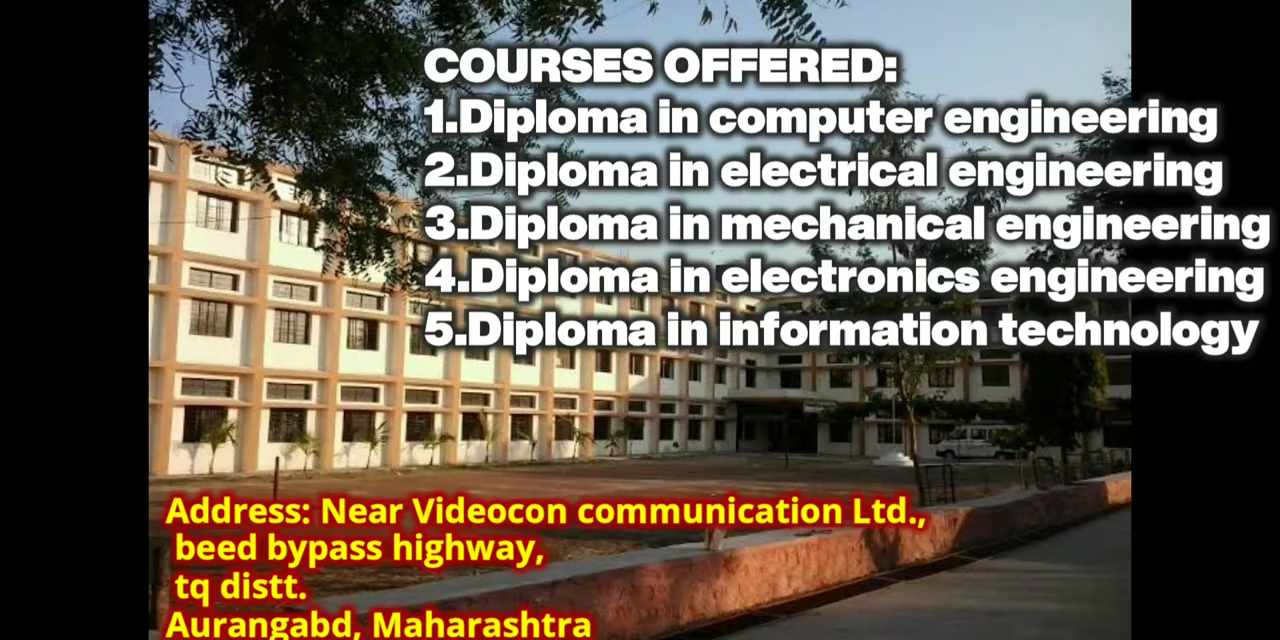 COURSES OFFERED:
1.Diploma in computer engineering
2.Diploma in electrical engineering
3.Diploma in mechanical engineering
4.Diploma in electronics engineering
5.Diploma in information technology
Address: Near Videocon communication Ltd.,
beed bypass highway,
tq distt.
Aurangabd, Maharashtra